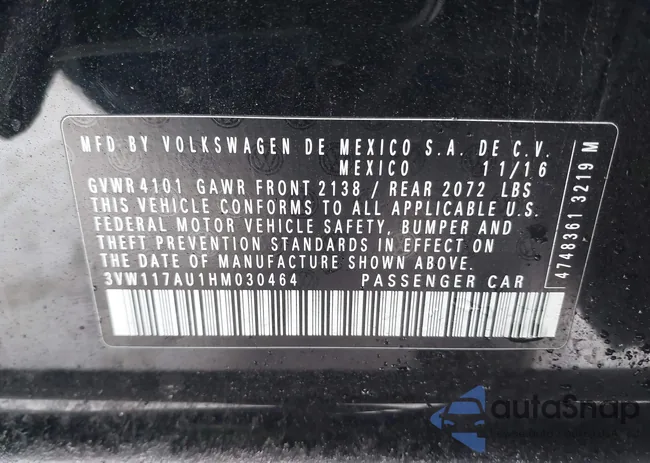 MFD BY VOLKSWAGEN DE MEXICO S.A. DE C.V.
MEXICO 11/16
GVWR 4101 GAWR FRONT 2138 / REAR 2072 LBS
THIS VEHICLE CONFORMS TO ALL APPLICABLE U.S.
FEDERAL MOTOR VEHICLE SAFETY, BUMPER AND
THEFT PREVENTION STANDARDS IN EFFECT ON
THE DATE OF MANUFACTURE SHOWN ABOVE.
3VW117AU1HM030464 PASSENGER CAR
4748361 3219 M
autoSnap